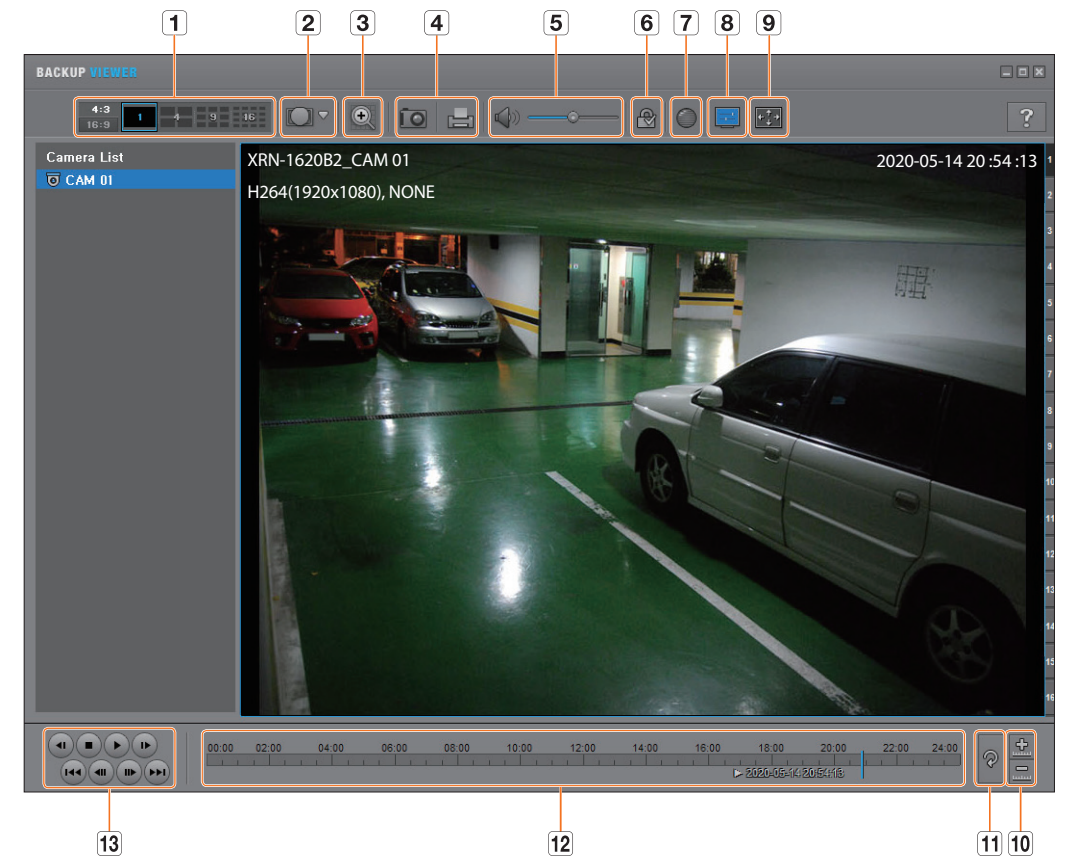 1 2 3 4 5 6 7 8 9
BACKUP VIEWER
4:3
16:9
1 4 9 16
?
Camera List
CAM 01
XRN-1620B2_CAM 01
2020-05-14 20 :54 :13
H264(1920x1080), NONE
1
2
3
4
5
6
7
8
9
10
11
12
13
14
15
16
00:00 02:00 04:00 06:00 08:00 10:00 12:00 14:00 16:00 18:00 20:00 22:00 24:00
2020-05-14 20:54:13
13 12 11 10